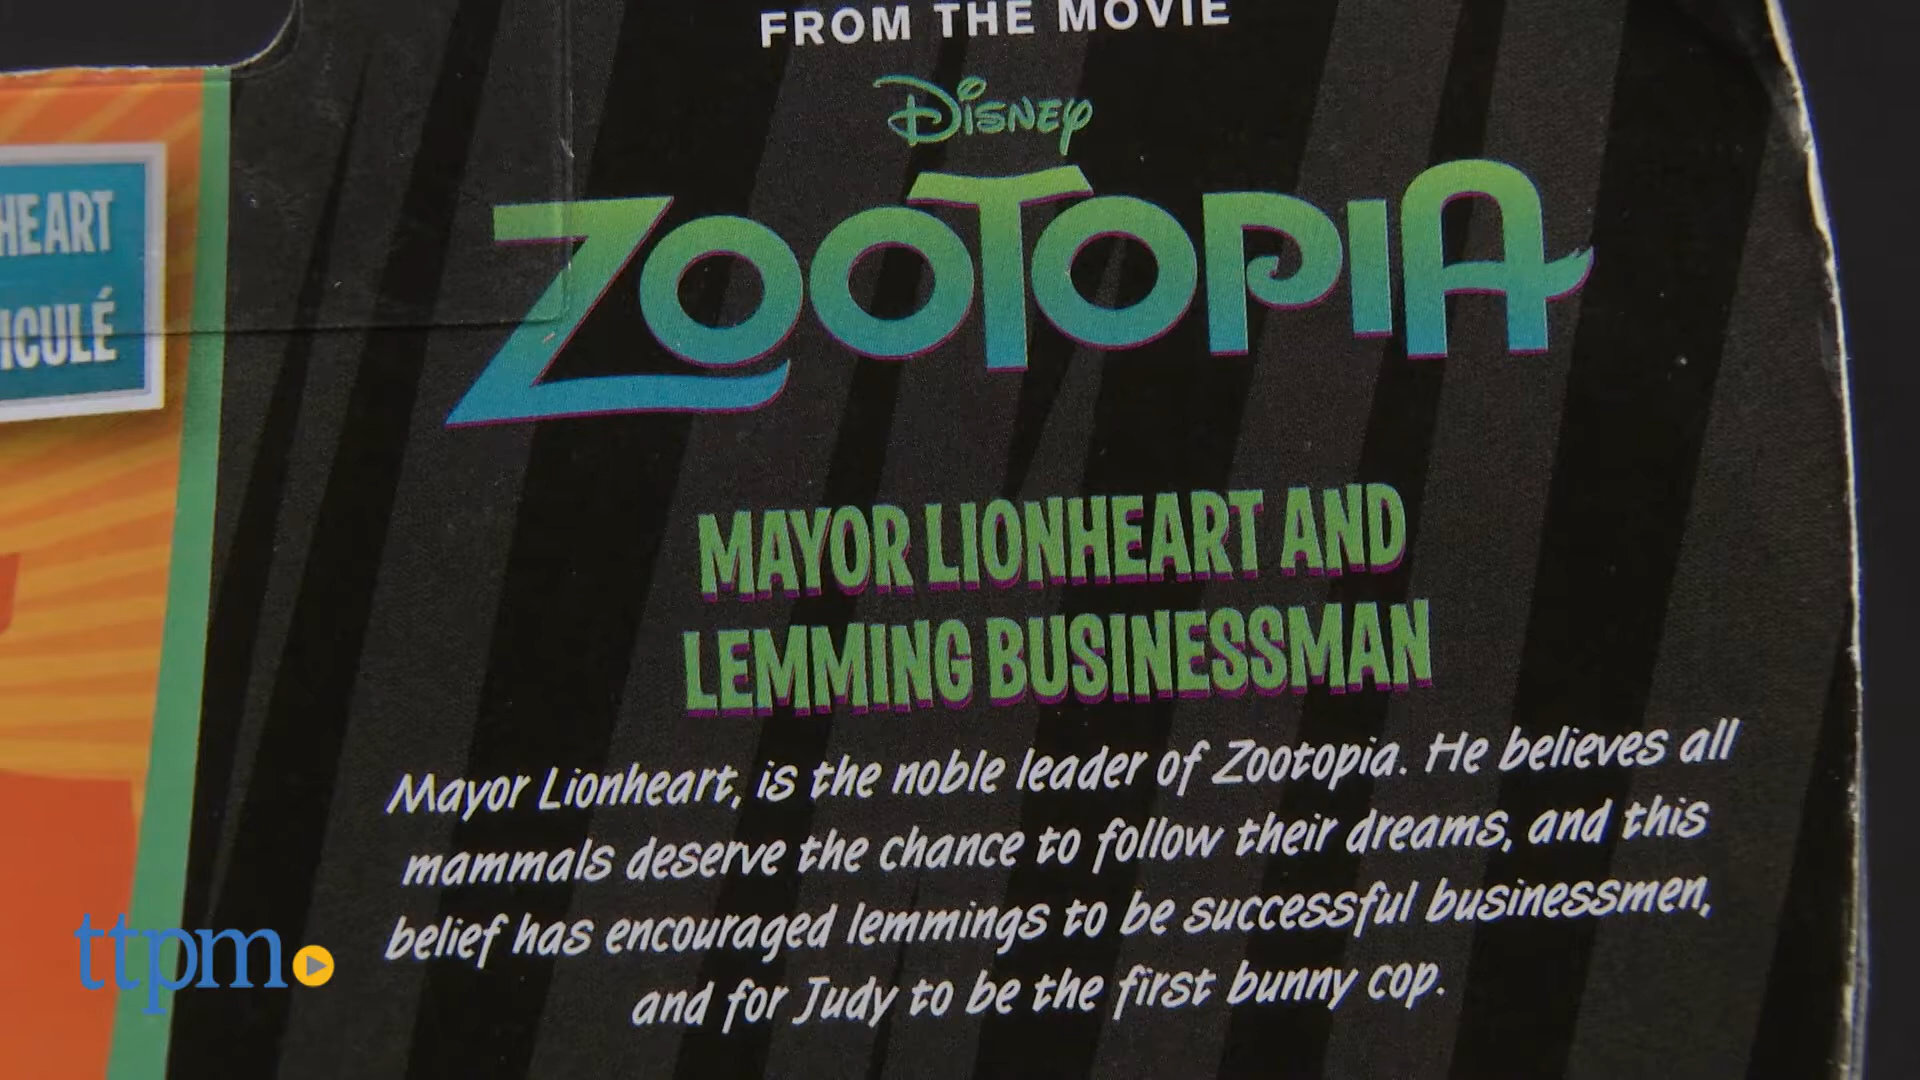 FROM THE MOVIE
Disney
ZOOTOPIA
HEART
ICULÉ
MAYOR LIONHEART AND
LEMMING BUSINESSMAN
Mayor Lionheart, is the noble leader of Zootopia. He believes all
mammals deserve the chance to follow their dreams, and this
belief has encouraged lemmings to be successful businessmen,
and for Judy to be the first bunny cop.
ttpm